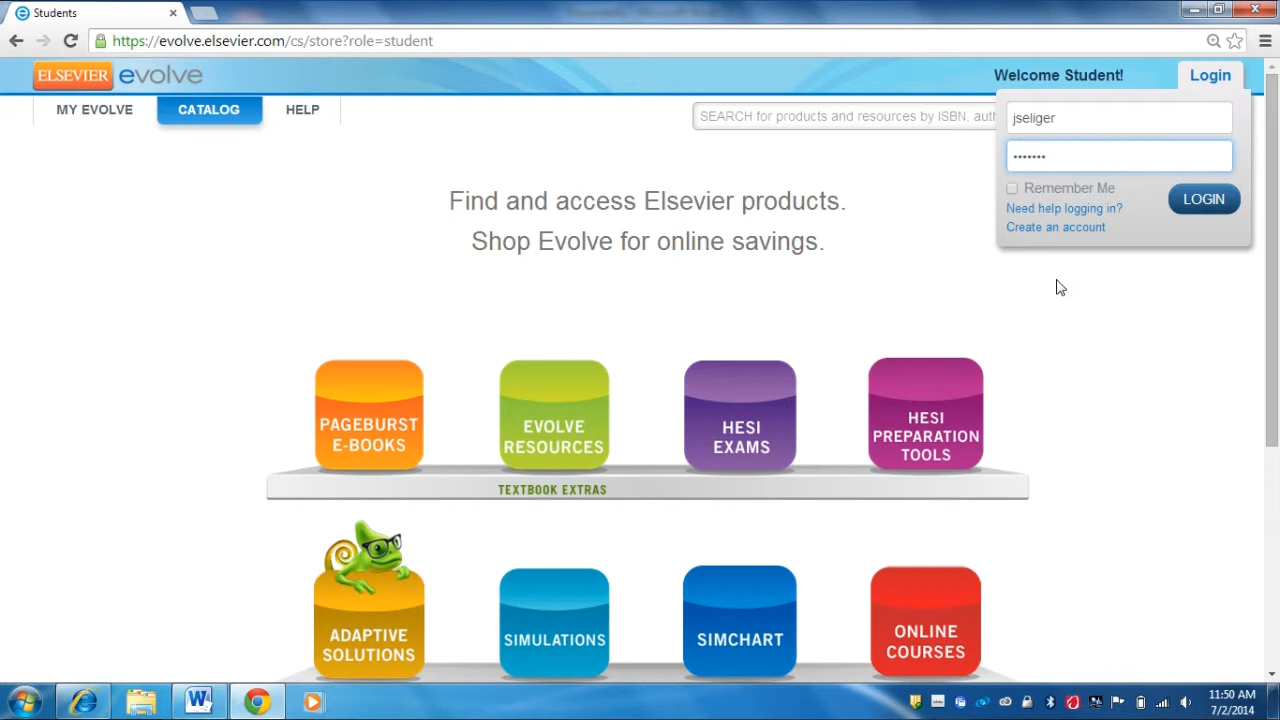 Students
https://evolve.elsevier.com/cs/store?role=student
ELSEVIER evolve
Welcome Student!
Login
MY EVOLVE
CATALOG
HELP
SEARCH for products and resources by ISBN, auth
jseliger
•••••••
Remember Me
LOGIN
Need help logging in?
Create an account
Find and access Elsevier products.
Shop Evolve for online savings.
PAGEBURST
E-BOOKS
EVOLVE
RESOURCES
HESI
EXAMS
HESI
PREPARATION
TOOLS
TEXTBOOK EXTRAS
ADAPTIVE
SOLUTIONS
SIMULATIONS
SIMCHART
ONLINE
COURSES
11:50 AM
7/2/2014